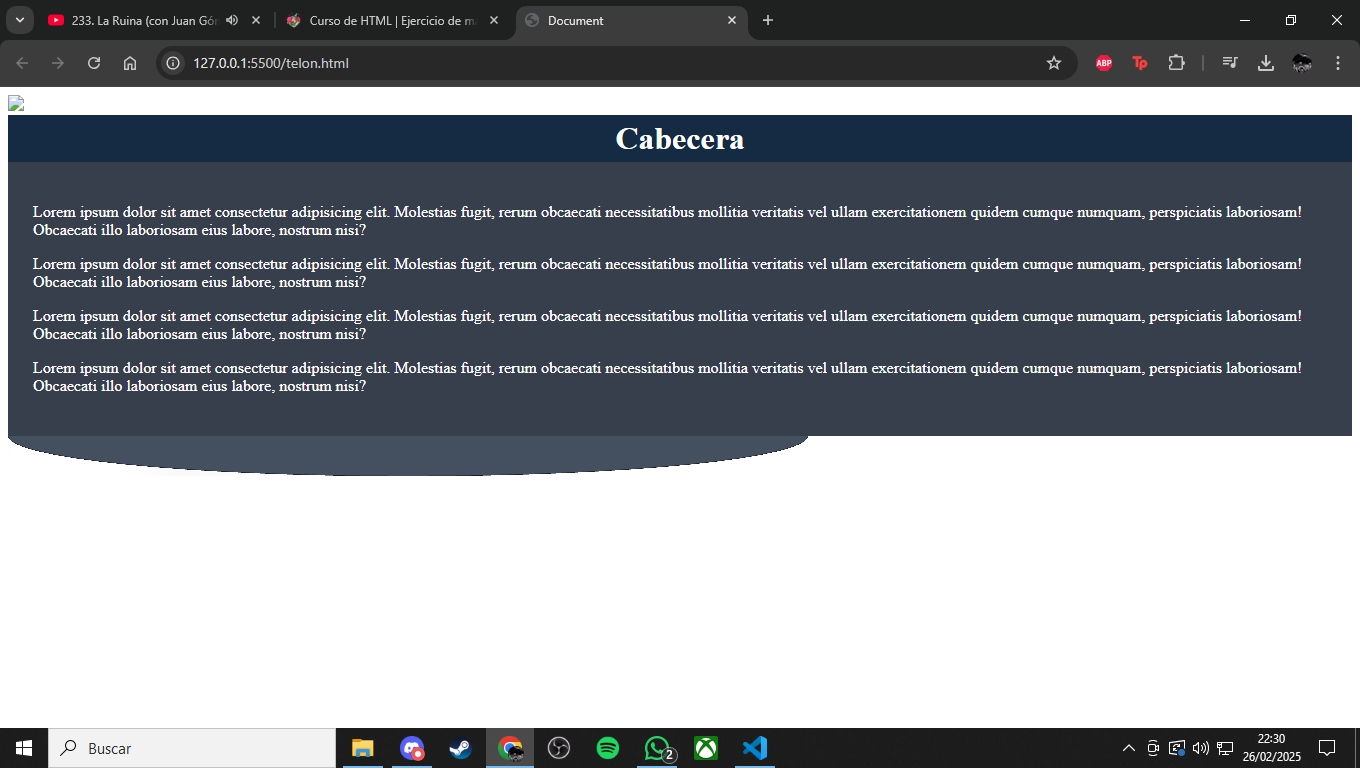 233. La Ruina (con Juan Gór
Curso de HTML | Ejercicio de ma
Document
127.0.0.1:5500/telon.html
ABP
Tp
Cabecera
Lorem ipsum dolor sit amet consectetur adipisicing elit. Molestias fugit, rerum obcaecati necessitatibus mollitia veritatis vel ullam exercitationem quidem cumque numquam, perspiciatis laboriosam!
Obcaecati illo laboriosam eius labore, nostrum nisi?
Lorem ipsum dolor sit amet consectetur adipisicing elit. Molestias fugit, rerum obcaecati necessitatibus mollitia veritatis vel ullam exercitationem quidem cumque numquam, perspiciatis laboriosam!
Obcaecati illo laboriosam eius labore, nostrum nisi?
Lorem ipsum dolor sit amet consectetur adipisicing elit. Molestias fugit, rerum obcaecati necessitatibus mollitia veritatis vel ullam exercitationem quidem cumque numquam, perspiciatis laboriosam!
Obcaecati illo laboriosam eius labore, nostrum nisi?
Lorem ipsum dolor sit amet consectetur adipisicing elit. Molestias fugit, rerum obcaecati necessitatibus mollitia veritatis vel ullam exercitationem quidem cumque numquam, perspiciatis laboriosam!
Obcaecati illo laboriosam eius labore, nostrum nisi?
Buscar
2
22:30
26/02/2025